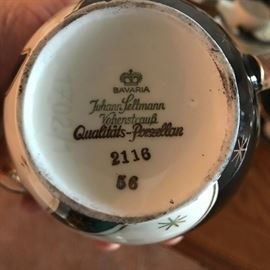 BAVARIA
Johann Seltmann
Vohenstrauß
Qualitäts-Porzellan
2116
56